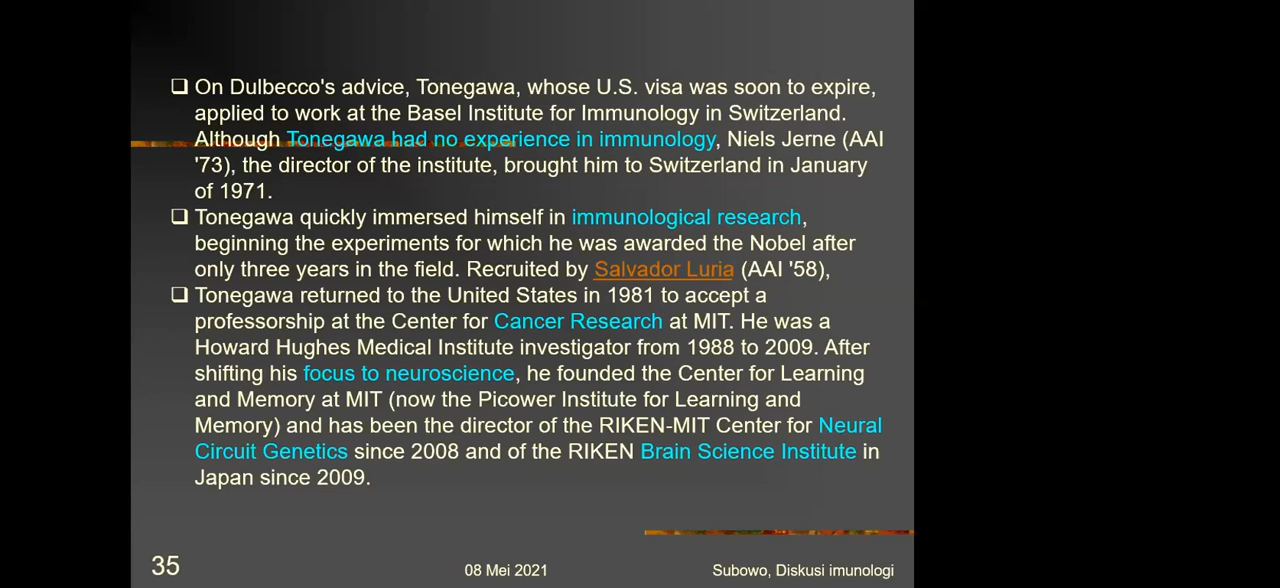 ❑ On Dulbecco's advice, Tonegawa, whose U.S. visa was soon to expire,
applied to work at the Basel Institute for Immunology in Switzerland.
Although Tonegawa had no experience in immunology, Niels Jerne (AAI
'73), the director of the institute, brought him to Switzerland in January
of 1971.
❑ Tonegawa quickly immersed himself in immunological research,
beginning the experiments for which he was awarded the Nobel after
only three years in the field. Recruited by Salvador Luria (AAI '58),
❑ Tonegawa returned to the United States in 1981 to accept a
professorship at the Center for Cancer Research at MIT. He was a
Howard Hughes Medical Institute investigator from 1988 to 2009. After
shifting his focus to neuroscience, he founded the Center for Learning
and Memory at MIT (now the Picower Institute for Learning and
Memory) and has been the director of the RIKEN-MIT Center for Neural
Circuit Genetics since 2008 and of the RIKEN Brain Science Institute in
Japan since 2009.
35
08 Mei 2021
Subowo, Diskusi imunologi